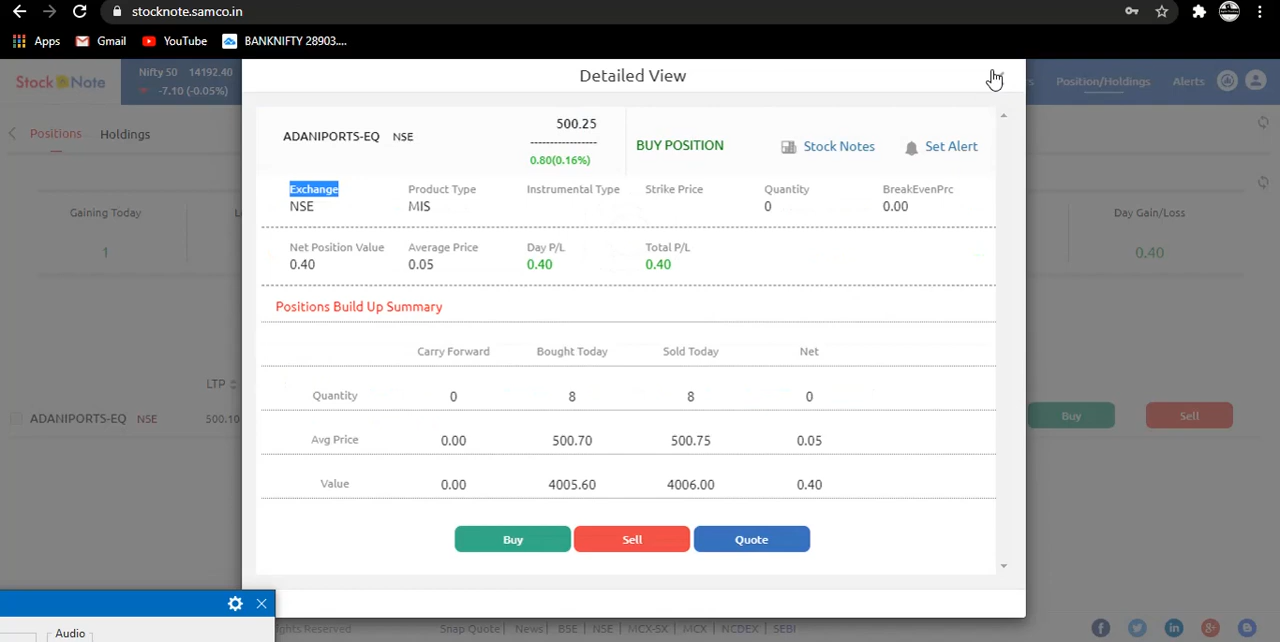 stocknote.samco.in
Apps Gmail YouTube BANKNIFTY 28903....
Stock Note Nifty 50 14192.40
-7.10 (-0.05%)
Detailed View
Position/Holdings Alerts
Positions Holdings
ADANIPORTS-EQ NSE 500.25
0.80(0.16%)
BUY POSITION Stock Notes Set Alert
Exchange Product Type Instrumental Type Strike Price Quantity BreakEvenPrc
NSE MIS 0 0.00
Gaining Today Day Gain/Loss
1 0.40
Net Position Value Average Price Day P/L Total P/L
0.40 0.05 0.40 0.40
Positions Build Up Summary
Carry Forward Bought Today Sold Today Net
LTP
Quantity 0 8 8 0
ADANIPORTS-EQ NSE 500.10 Buy Sell
Avg Price 0.00 500.70 500.75 0.05
Value 0.00 4005.60 4006.00 0.40
Buy Sell Quote
Reserved Snap Quote News BSE NSE MCX-SX MCX NCDEX SEBI
Audio